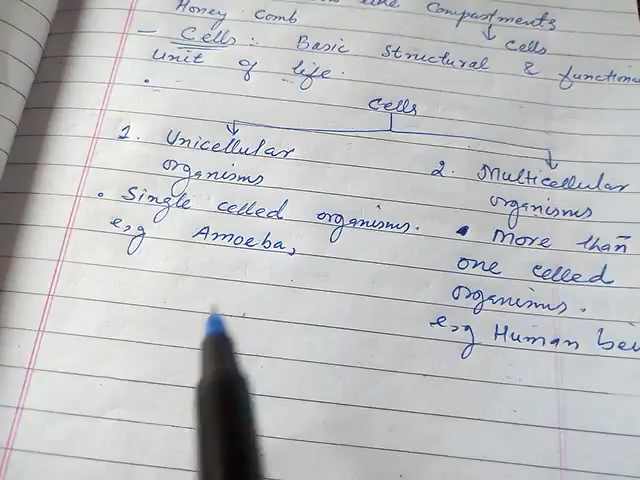 Compartments
Honey Comb
↓ cells
- Cells: Basic structural & functiona
unit of life.
Cells
1. Unicellular
organisms
• Single celled organisms.
e.g Amoeba,
2. Multicellular
organisms
• More than
one celled
organisms.
e.g Human bei